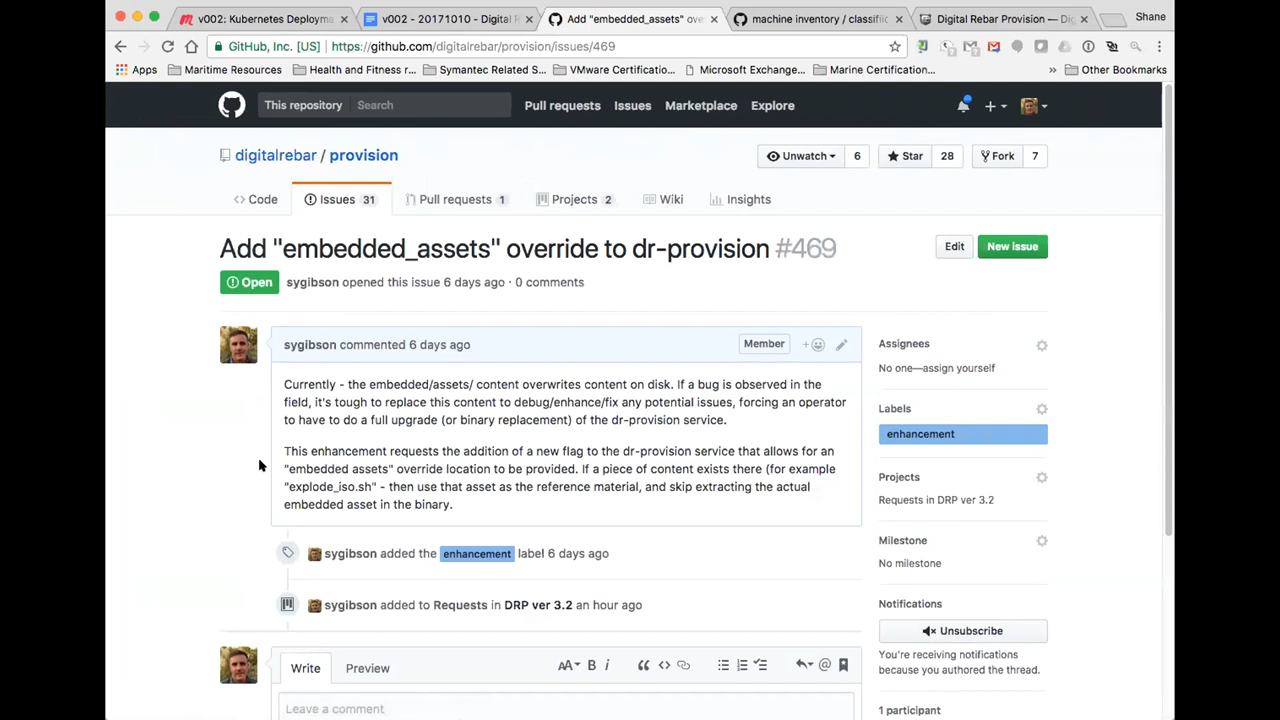 v002: Kubernetes Deployme
v002 - 20171010 - Digital R
Add "embedded_assets" ove
machine inventory / classific
Digital Rebar Provision —
Shane
GitHub, Inc. [US] https://github.com/digitalrebar/provision/issues/469
Apps Maritime Resources Health and Fitness r... Symantec Related S... VMware Certificatio... Microsoft Exchange... Marine Certification... » Other Bookmarks
This repository Search Pull requests Issues Marketplace Explore
digitalrebar / provision Unwatch 6 Star 28 Fork 7
Code Issues 31 Pull requests 1 Projects 2 Wiki Insights
Add "embedded_assets" override to dr-provision #469 Edit New issue
Open sygibson opened this issue 6 days ago · 0 comments
sygibson commented 6 days ago Member
Currently - the embedded/assets/ content overwrites content on disk. If a bug is observed in the
field, it's tough to replace this content to debug/enhance/fix any potential issues, forcing an operator
to have to do a full upgrade (or binary replacement) of the dr-provision service.
This enhancement requests the addition of a new flag to the dr-provision service that allows for an
"embedded assets" override location to be provided. If a piece of content exists there (for example
"explode_iso.sh" - then use that asset as the reference material, and skip extracting the actual
embedded asset in the binary.
sygibson added the enhancement label 6 days ago
sygibson added to Requests in DRP ver 3.2 an hour ago
Write Preview AA B i
Leave a comment
Assignees
No one—assign yourself
Labels
enhancement
Projects
Requests in DRP ver 3.2
Milestone
No milestone
Notifications
Unsubscribe
You're receiving notifications
because you authored the thread.
1 participant